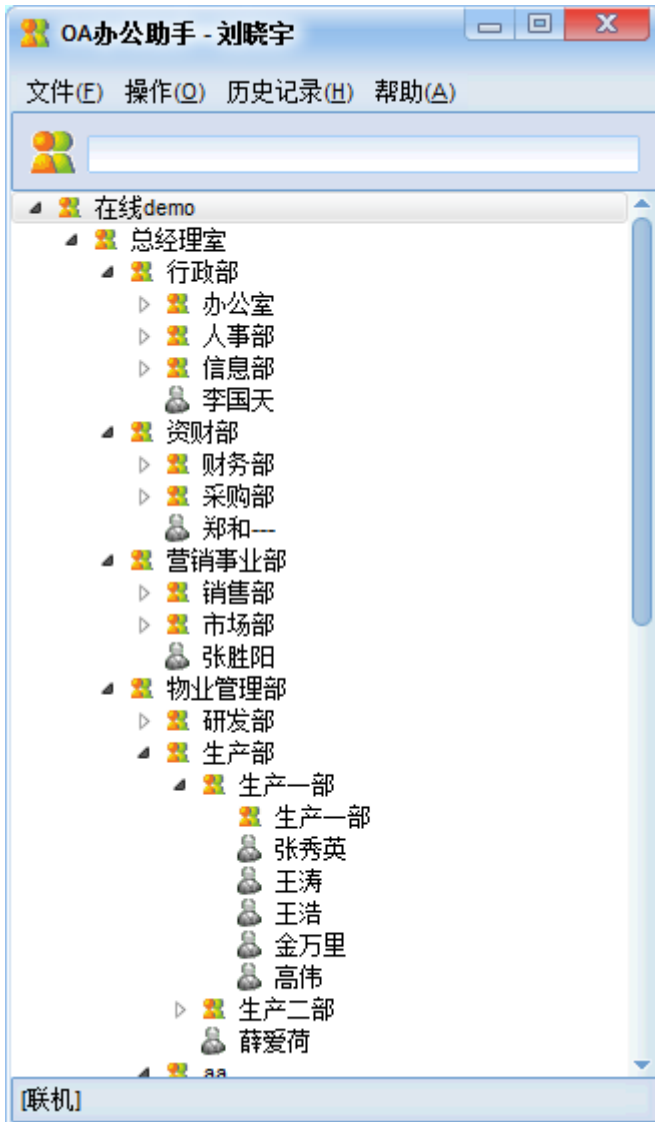 OA办公助手 - 刘晓宇
文件(F) 操作(O) 历史记录(H) 帮助(A)
在线demo
总经理室
行政部
办公室
人事部
信息部
李国天
资财部
财务部
采购部
郑和---
营销事业部
销售部
市场部
张胜阳
物业管理部
研发部
生产部
生产一部
生产一部
张秀英
王涛
王浩
金万里
高伟
生产二部
薛爱荷
aa
[联机]